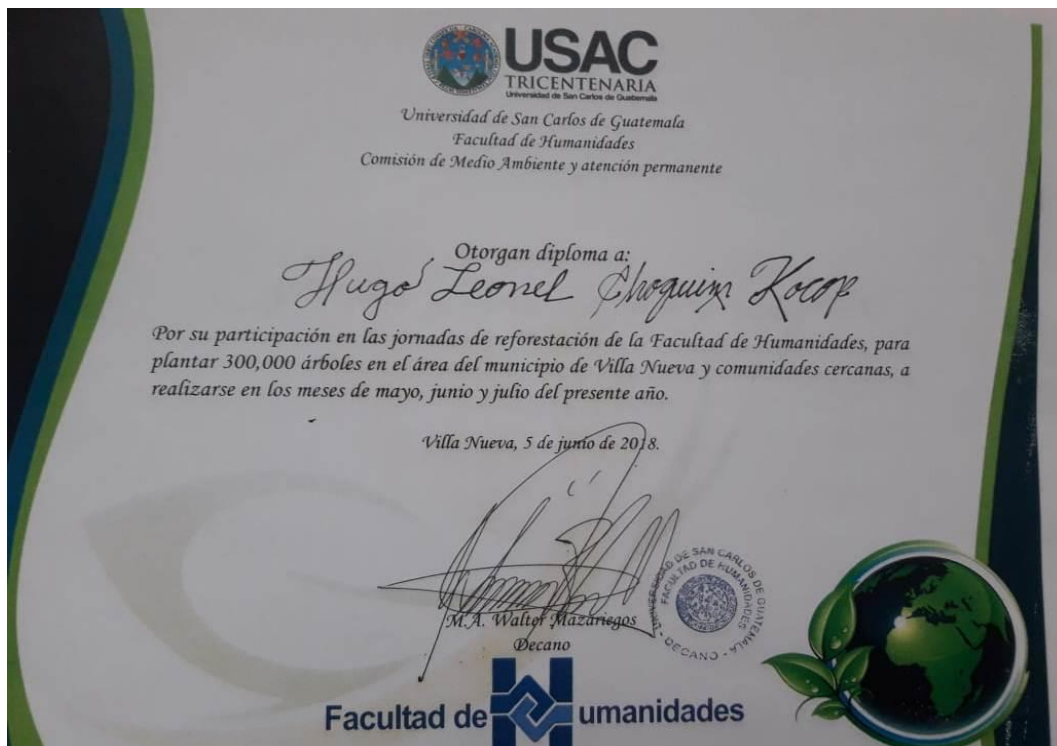 USAC
TRICENTENARIA
Universidad de San Carlos de Guatemala
Universidad de San Carlos de Guatemala
Facultad de Humanidades
Comisión de Medio Ambiente y atención permanente
Otorgan diploma a:
Hugo Leonel Choquim Kocop
Por su participación en las jornadas de reforestación de la Facultad de Humanidades, para
plantar 300,000 árboles en el área del municipio de Villa Nueva y comunidades cercanas, a
realizarse en los meses de mayo, junio y julio del presente año.
Villa Nueva, 5 de junio de 2018.
M.A. Walter Mazariegos
Decano
UNIVERSIDAD DE SAN CARLOS DE GUATEMALA
FACULTAD DE HUMANIDADES
- DECANO -
Facultad de Humanidades